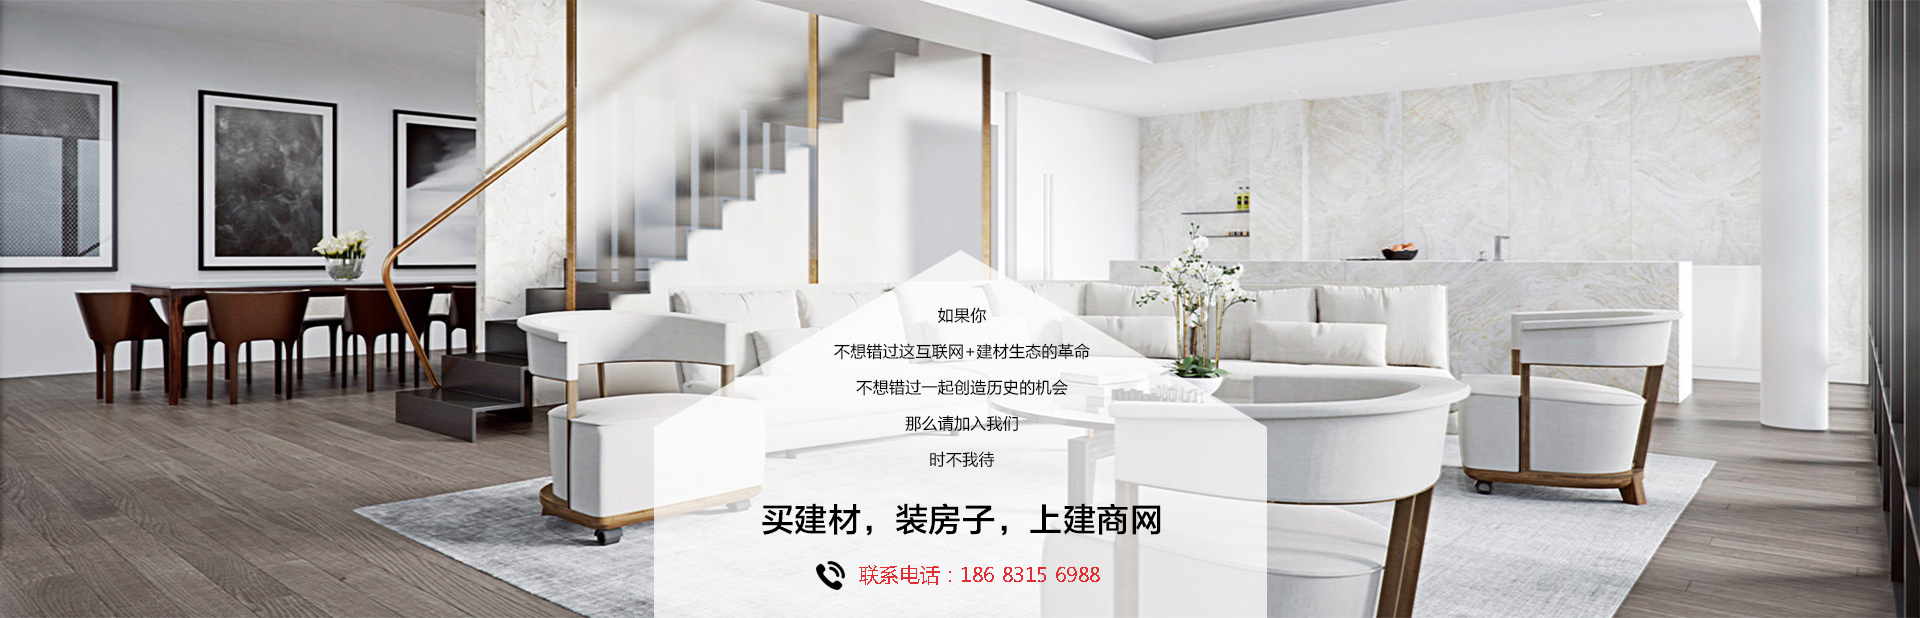 如果你
不想错过这互联网+建材生态的革命
不想错过一起创造历史的机会
那么请加入我们
时不我待
买建材，装房子，上建商网
联系电话：186 8315 6988